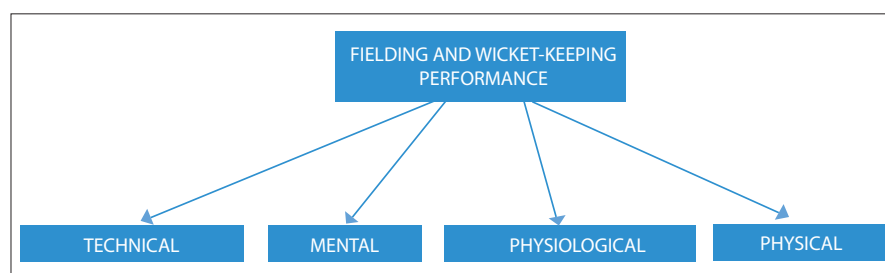 FIELDING AND WICKET-KEEPING
PERFORMANCE
TECHNICAL
MENTAL
PHYSIOLOGICAL
PHYSICAL